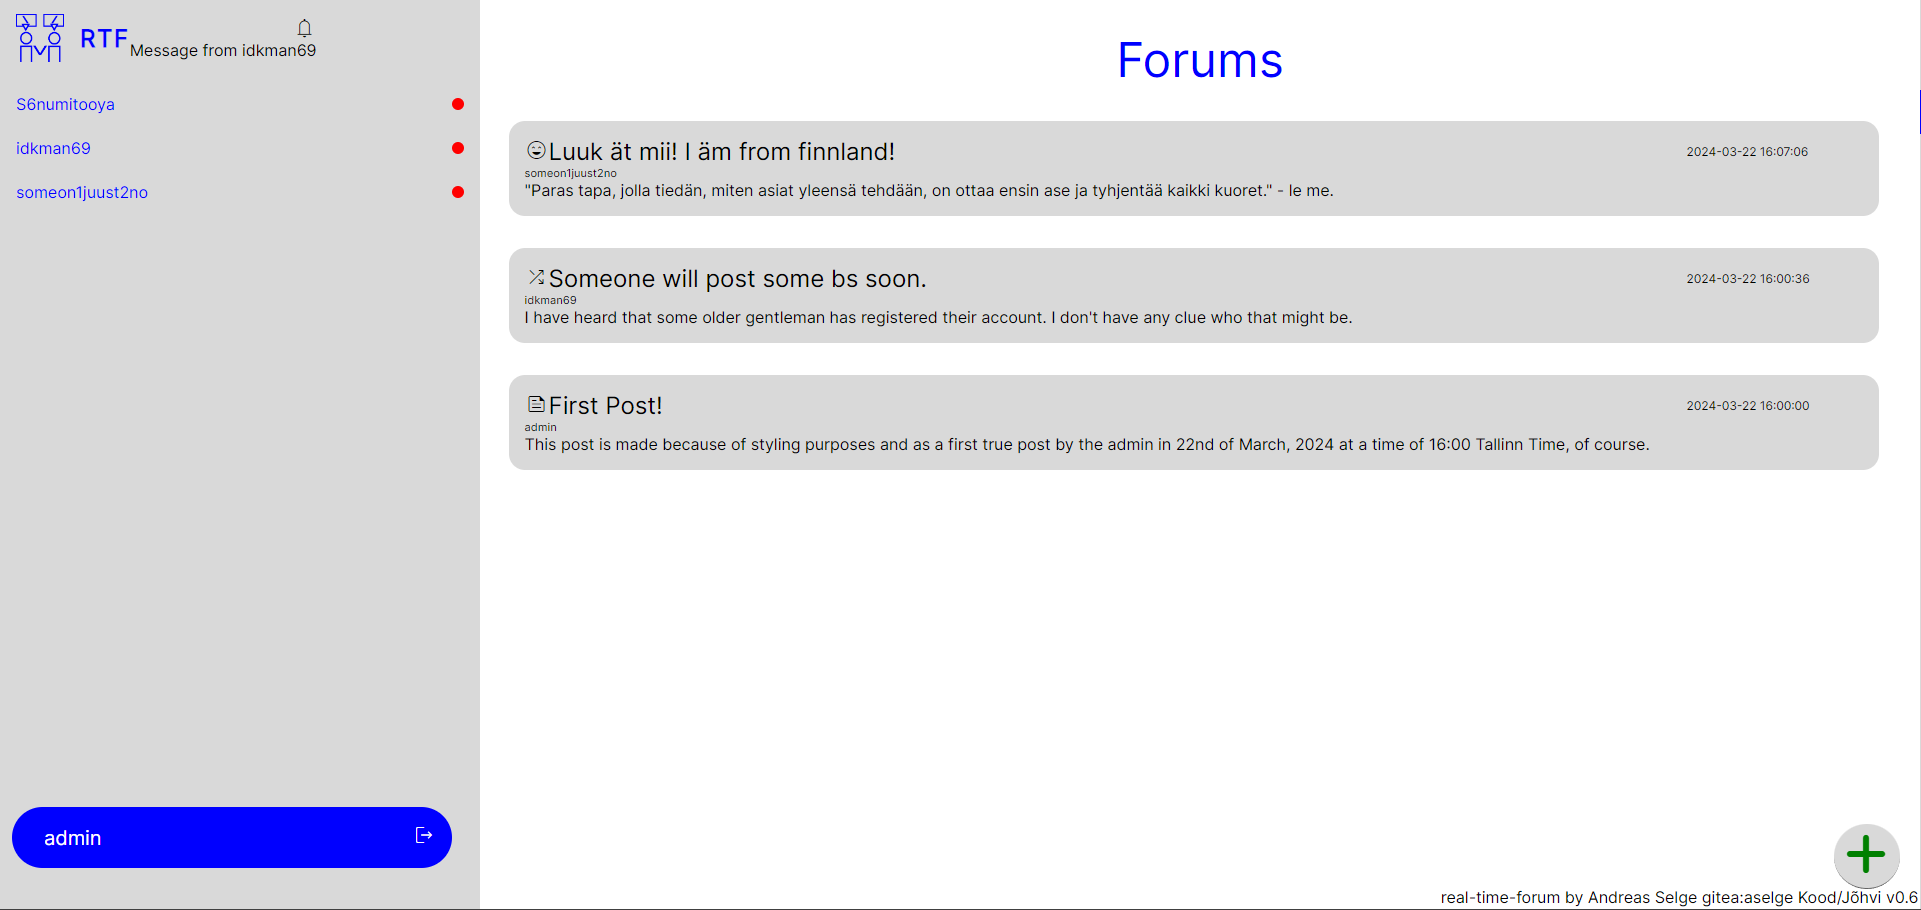 RTF
Message from idkman69
S6numitooya
idkman69
someon1juust2no
admin
Forums
Luuk ät mii! I äm from finnland!
2024-03-22 16:07:06
someon1juust2no
"Paras tapa, jolla tiedän, miten asiat yleensä tehdään, on ottaa ensin ase ja tyhjentää kaikki kuoret." - le me.
Someone will post some bs soon.
2024-03-22 16:00:36
idkman69
I have heard that some older gentleman has registered their account. I don't have any clue who that might be.
First Post!
2024-03-22 16:00:00
admin
This post is made because of styling purposes and as a first true post by the admin in 22nd of March, 2024 at a time of 16:00 Tallinn Time, of course.
real-time-forum by Andreas Selge gitea:aselge Kood/Jõhvi v0.6